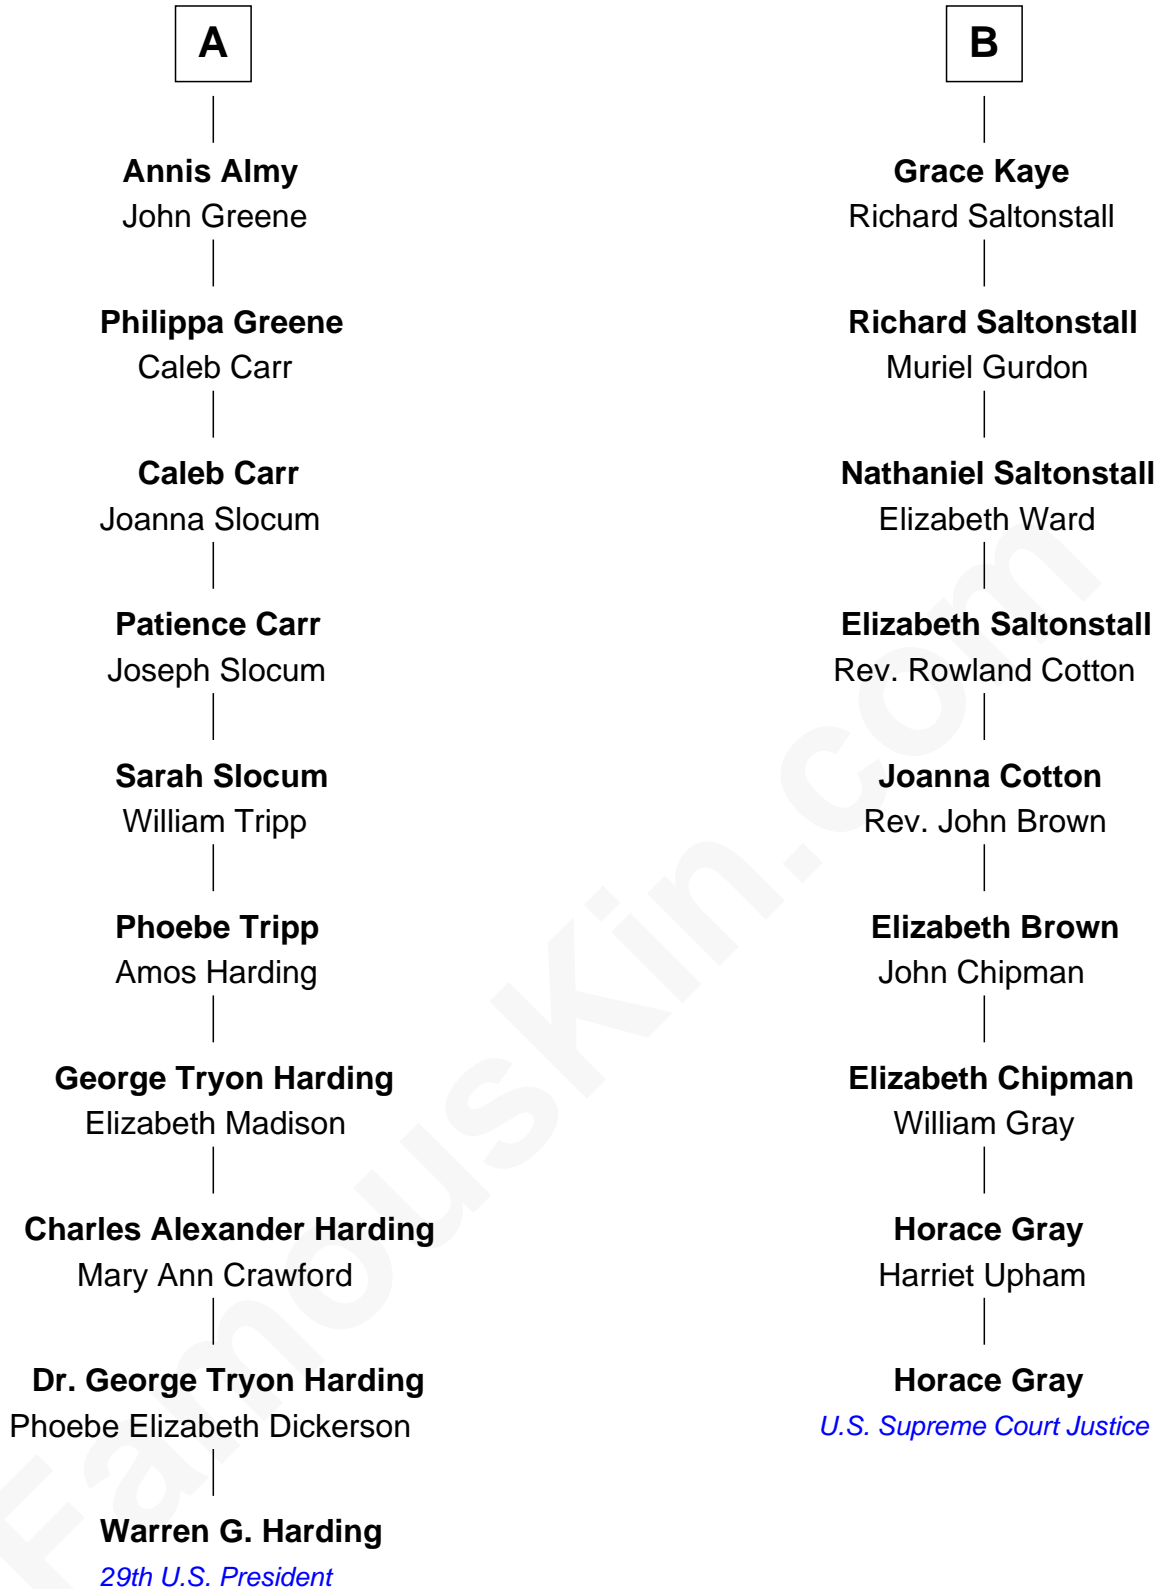 A
Annis Almy
John Greene
Philippa Greene
Caleb Carr
Caleb Carr
Joanna Slocum
Patience Carr
Joseph Slocum
Sarah Slocum
William Tripp
Phoebe Tripp
Amos Harding
George Tryon Harding
Elizabeth Madison
Charles Alexander Harding
Mary Ann Crawford
Dr. George Tryon Harding
Phoebe Elizabeth Dickerson
Warren G. Harding
29th U.S. President
B
Grace Kaye
Richard Saltonstall
Richard Saltonstall
Muriel Gurdon
Nathaniel Saltonstall
Elizabeth Ward
Elizabeth Saltonstall
Rev. Rowland Cotton
Joanna Cotton
Rev. John Brown
Elizabeth Brown
John Chipman
Elizabeth Chipman
William Gray
Horace Gray
Harriet Upham
Horace Gray
U.S. Supreme Court Justice
FamousKin.com